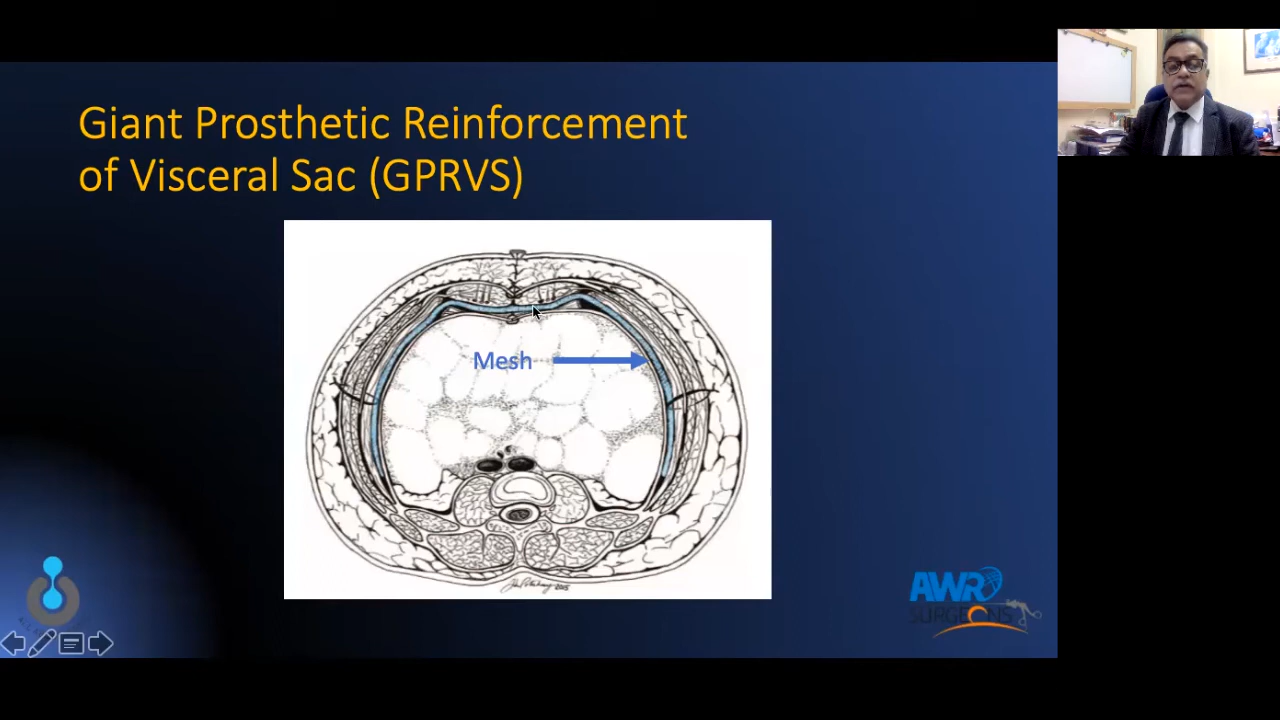 Giant Prosthetic Reinforcement
of Visceral Sac (GPRVS)
Mesh
AWR
SURGEONS